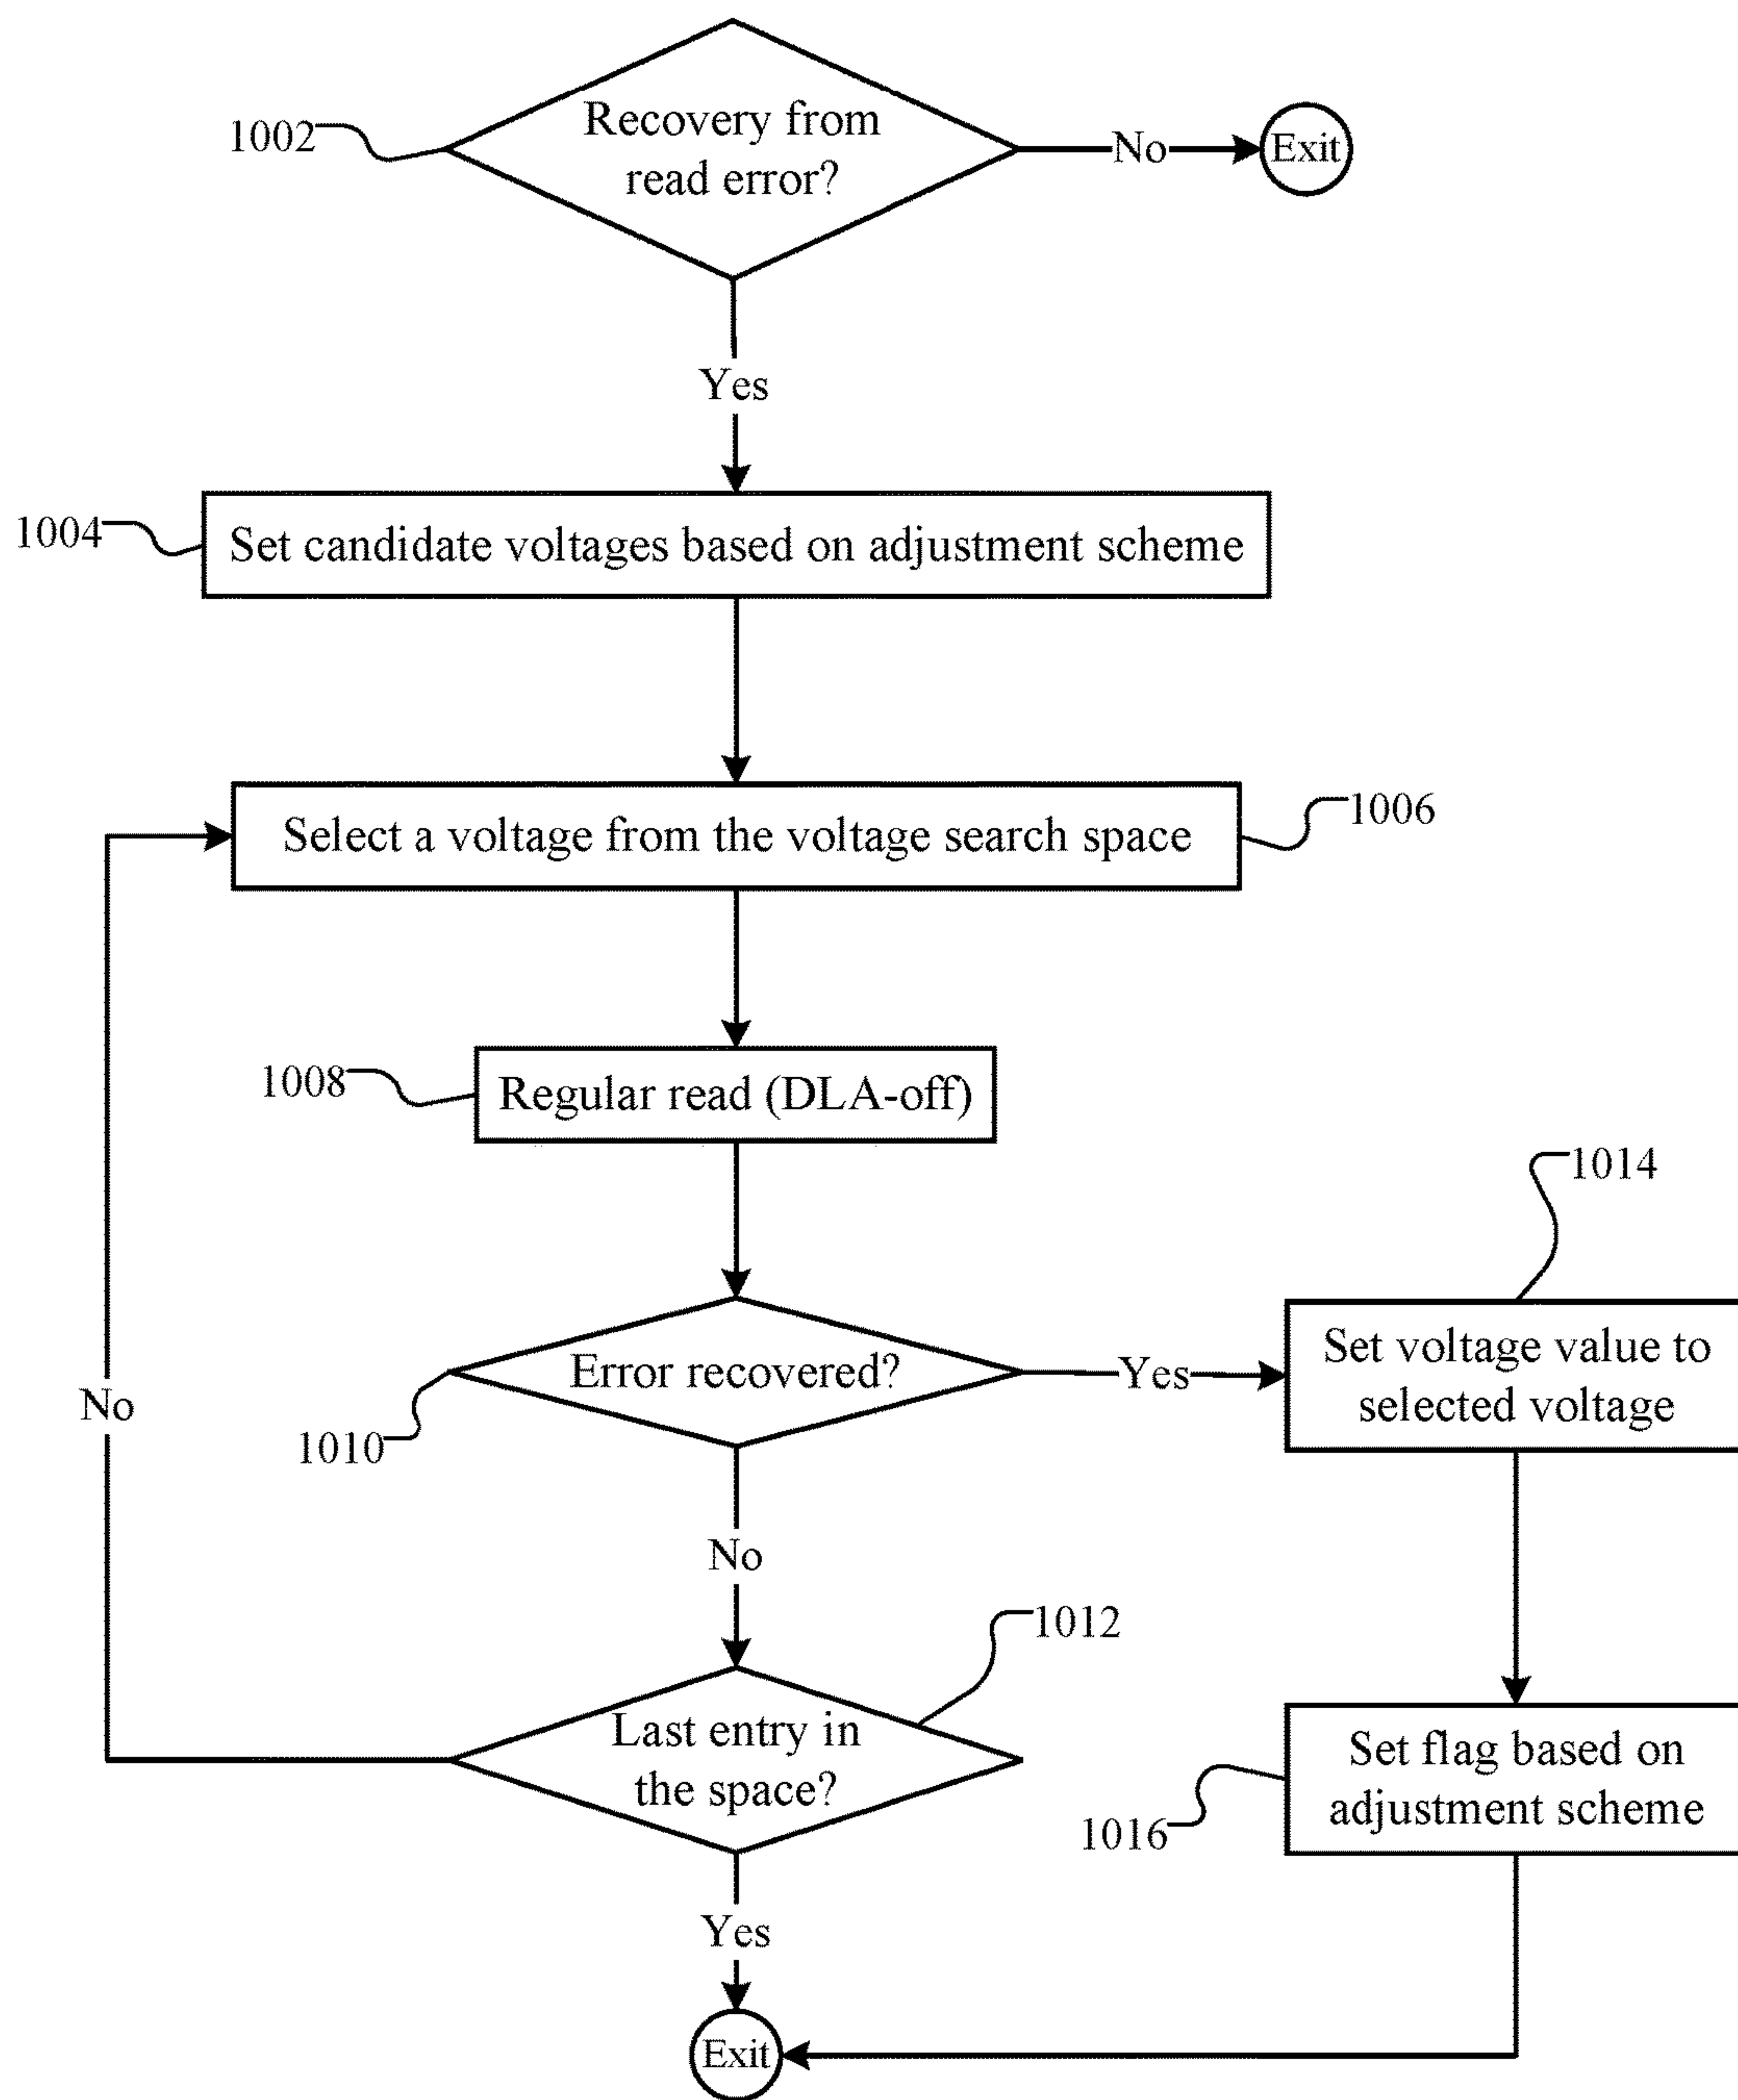 Recovery from
read error?
1002
No
Exit
Yes
1004
Set candidate voltages based on adjustment scheme
Select a voltage from the voltage search space
1006
1008
Regular read (DLA-off)
1014
Error recovered?
Yes
Set voltage value to
selected voltage
No
1010
No
1012
Last entry in
the space?
Set flag based on
adjustment scheme
1016
Yes
Exit